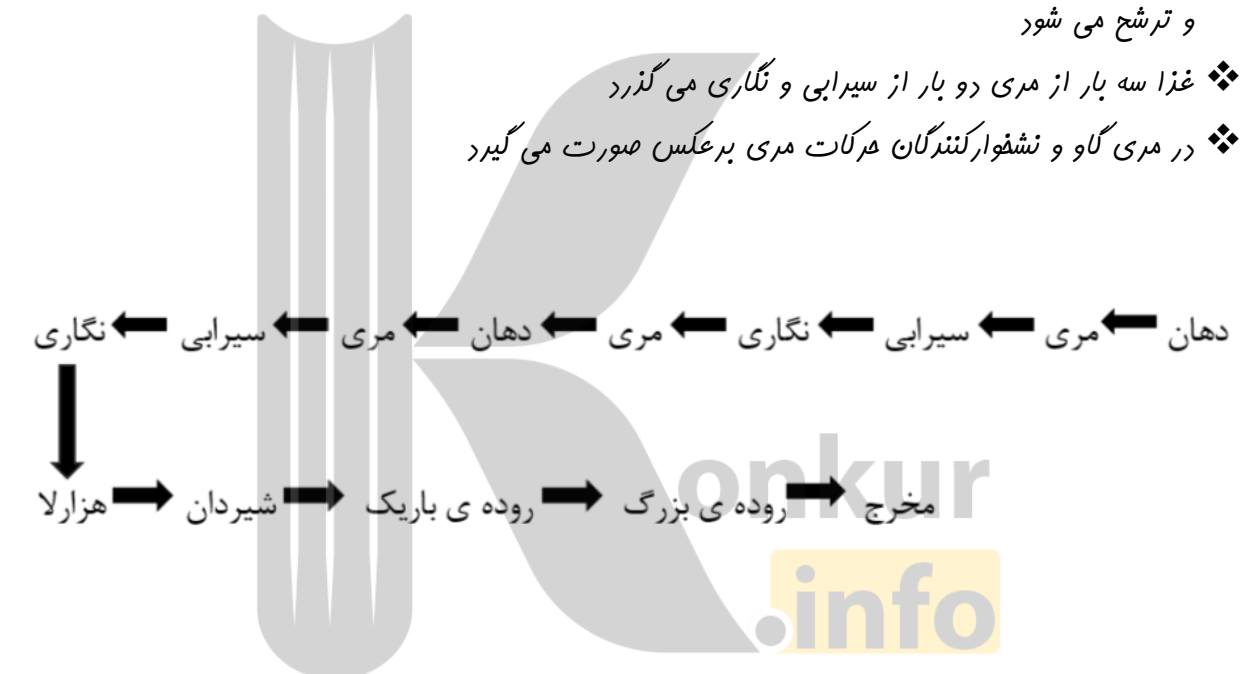 و ترشح می شود
❖ غذا سه بار از مری دو بار از سیرابی و نگاری می گذرد
❖ در مری گاو و نشخوارکنندگان حرکات مری برعکس صورت می گیرد
دهان ← مری ← سیرابی ← نگاری ← مری ← دهان ← مری ← سیرابی ← نگاری
هزارلا → شیردان → روده ی باریک → روده ی بزرگ → مخرج
onkur
.info